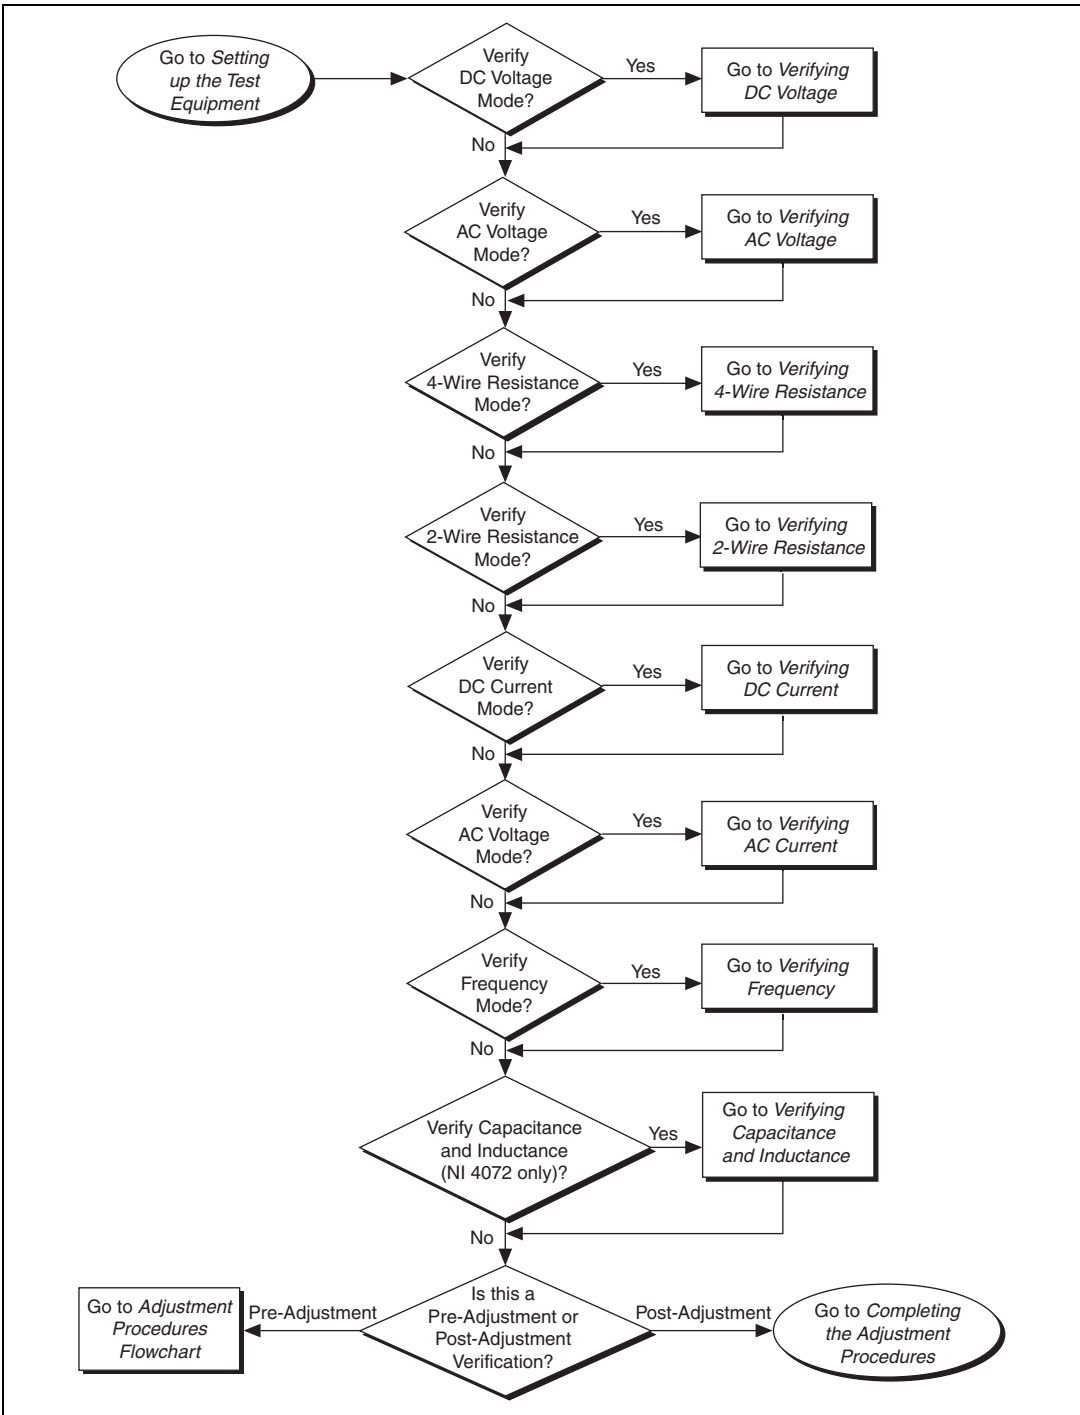 Go to Setting
up the Test
Equipment
Verify
DC Voltage
Mode?
Yes
Go to Verifying
DC Voltage
No
Verify
AC Voltage
Mode?
Yes
Go to Verifying
AC Voltage
No
Verify
4-Wire Resistance
Mode?
Yes
Go to Verifying
4-Wire Resistance
No
Verify
2-Wire Resistance
Mode?
Yes
Go to Verifying
2-Wire Resistance
No
Verify
DC Current
Mode?
Yes
Go to Verifying
DC Current
No
Verify
AC Voltage
Mode?
Yes
Go to Verifying
AC Current
No
Verify
Frequency
Mode?
Yes
Go to Verifying
Frequency
No
Verify Capacitance
and Inductance
(NI 4072 only)?
Yes
Go to Verifying
Capacitance
and Inductance
No
Is this a
Pre-Adjustment or
Post-Adjustment
Verification?
Pre-Adjustment
Go to Adjustment
Procedures
Flowchart
Post-Adjustment
Go to Completing
the Adjustment
Procedures